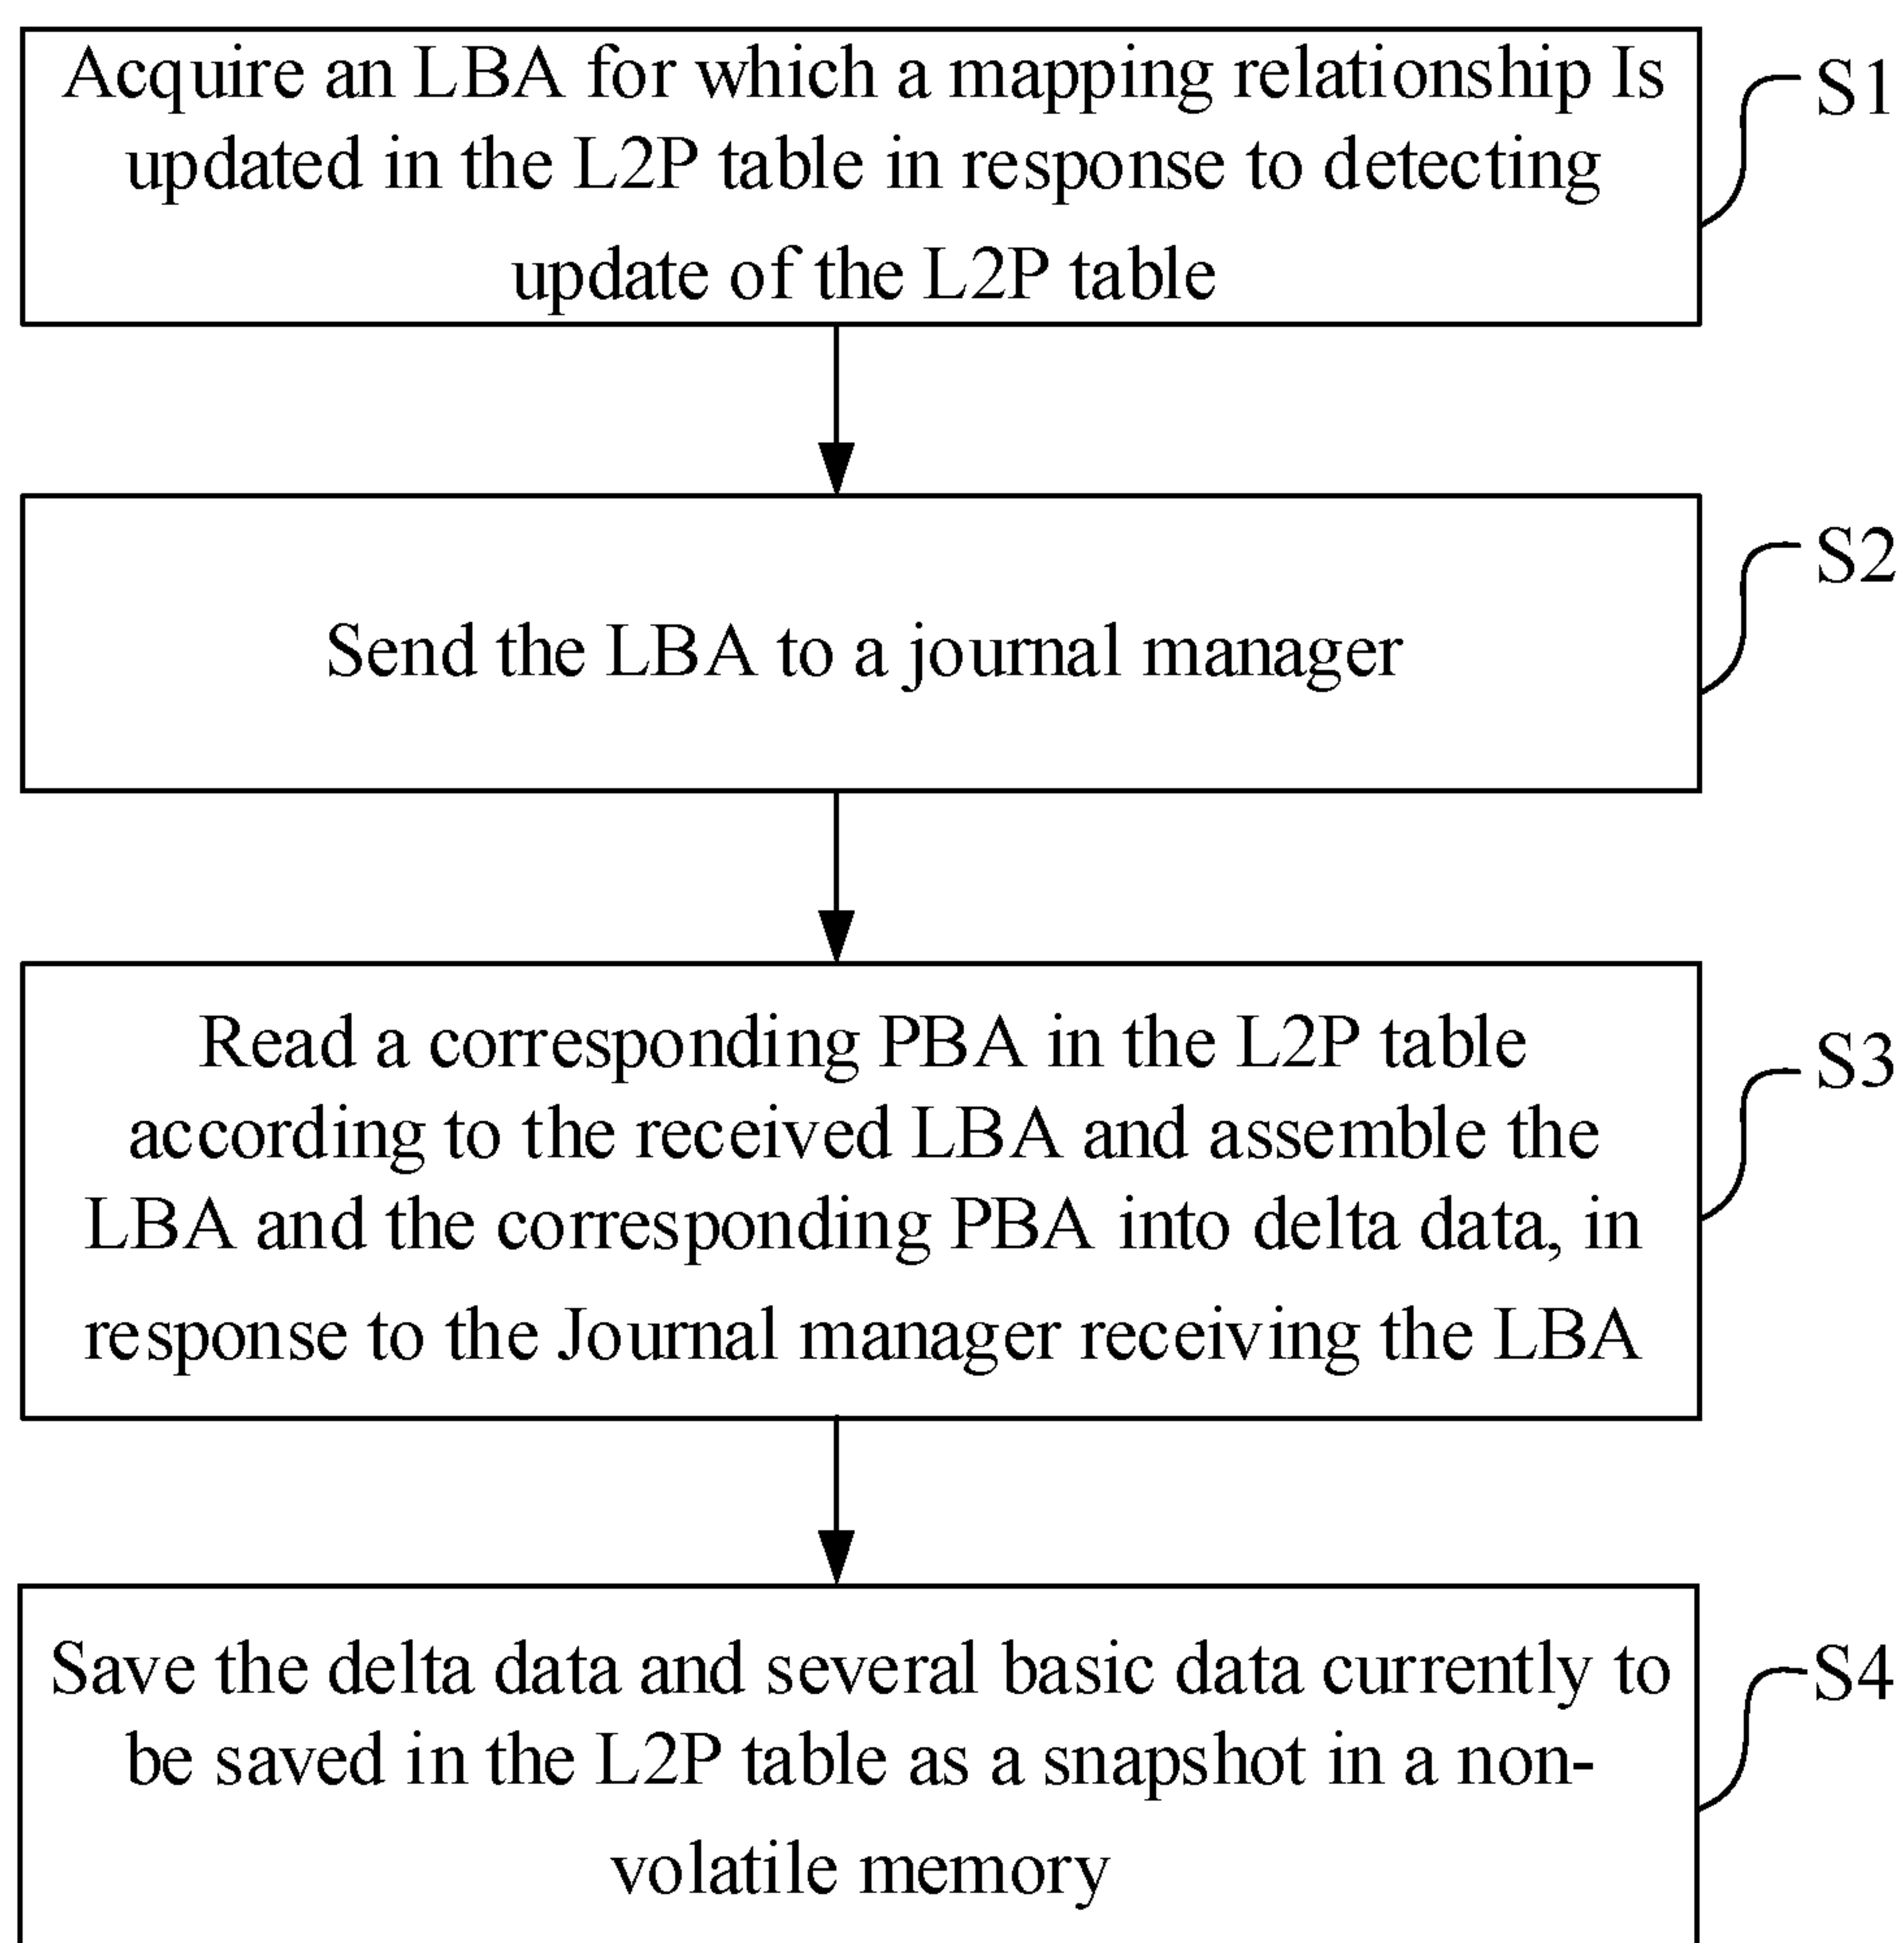 Acquire an LBA for which a mapping relationship Is
updated in the L2P table in response to detecting
update of the L2P table
S1
Send the LBA to a journal manager
S2
Read a corresponding PBA in the L2P table
according to the received LBA and assemble the
LBA and the corresponding PBA into delta data, in
response to the Journal manager receiving the LBA
S3
Save the delta data and several basic data currently to
be saved in the L2P table as a snapshot in a non-
volatile memory
S4